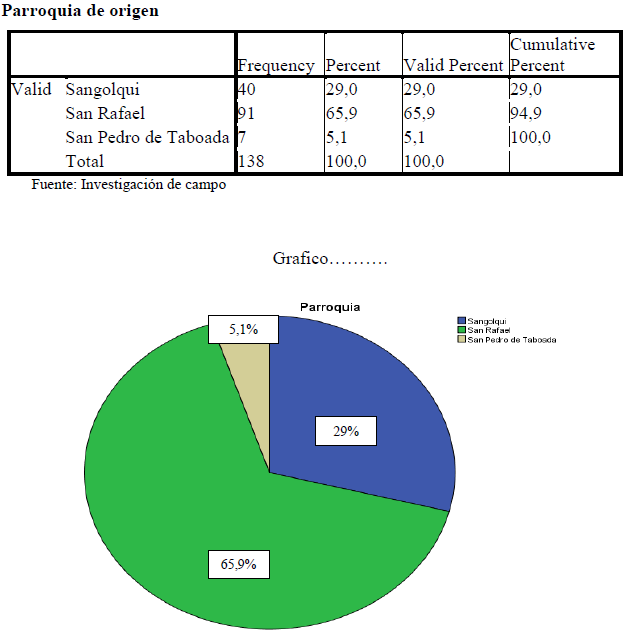 Parroquia de origen
Frequency Percent Valid Percent Cumulative Percent
Valid Sangolqui 40 29,0 29,0 29,0
San Rafael 91 65,9 65,9 94,9
San Pedro de Taboada 7 5,1 5,1 100,0
Total 138 100,0 100,0
Fuente: Investigación de campo
Grafico……….
Parroquia
Sangolqui
San Rafael
San Pedro de Taboada
5,1%
29%
65,9%